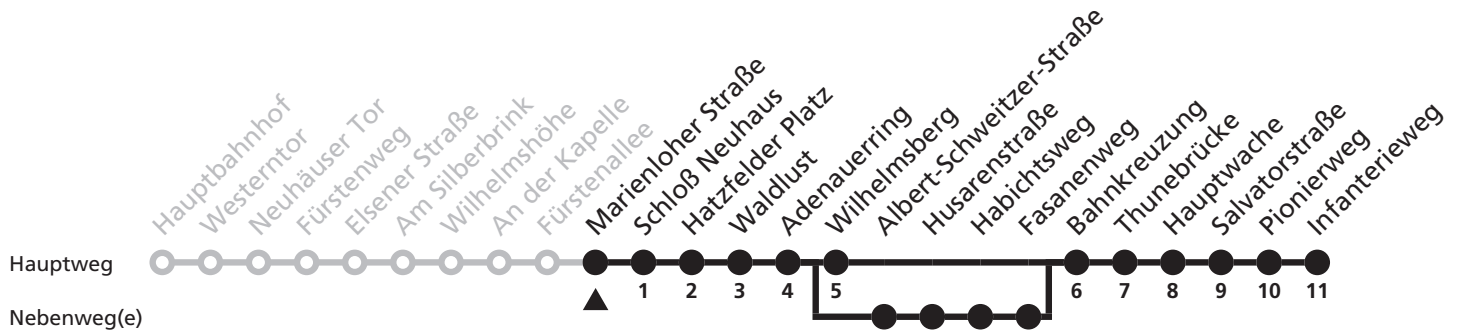 Hauptbahnhof
Westerntor
Neuhäuser Tor
Fürstenweg
Elsener Straße
Am Silberbrink
Wilhelmshöhe
An der Kapelle
Fürstenallee
Marienloher Straße
Schloß Neuhaus
Hatzfelder Platz
Waldlust
Adenauerring
Wilhelmsberg
Albert-Schweitzer-Straße
Husarenstraße
Habichtsweg
Fasanenweg
Bahnkreuzung
Thunebrücke
Hauptwache
Salvatorstraße
Pionierweg
Infanterieweg
Hauptweg
1 2 3 4 5 6 7 8 9 10 11
Nebenweg(e)